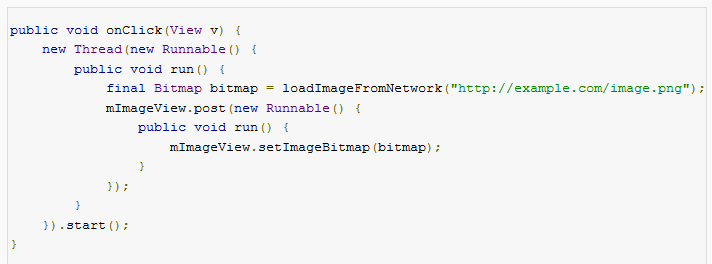 public void onClick(View v) {
    new Thread(new Runnable() {
        public void run() {
            final Bitmap bitmap = loadImageFromNetwork("http://example.com/image.png");
            mImageView.post(new Runnable() {
                public void run() {
                    mImageView.setImageBitmap(bitmap);
                }
            });
        }
    }).start();
}